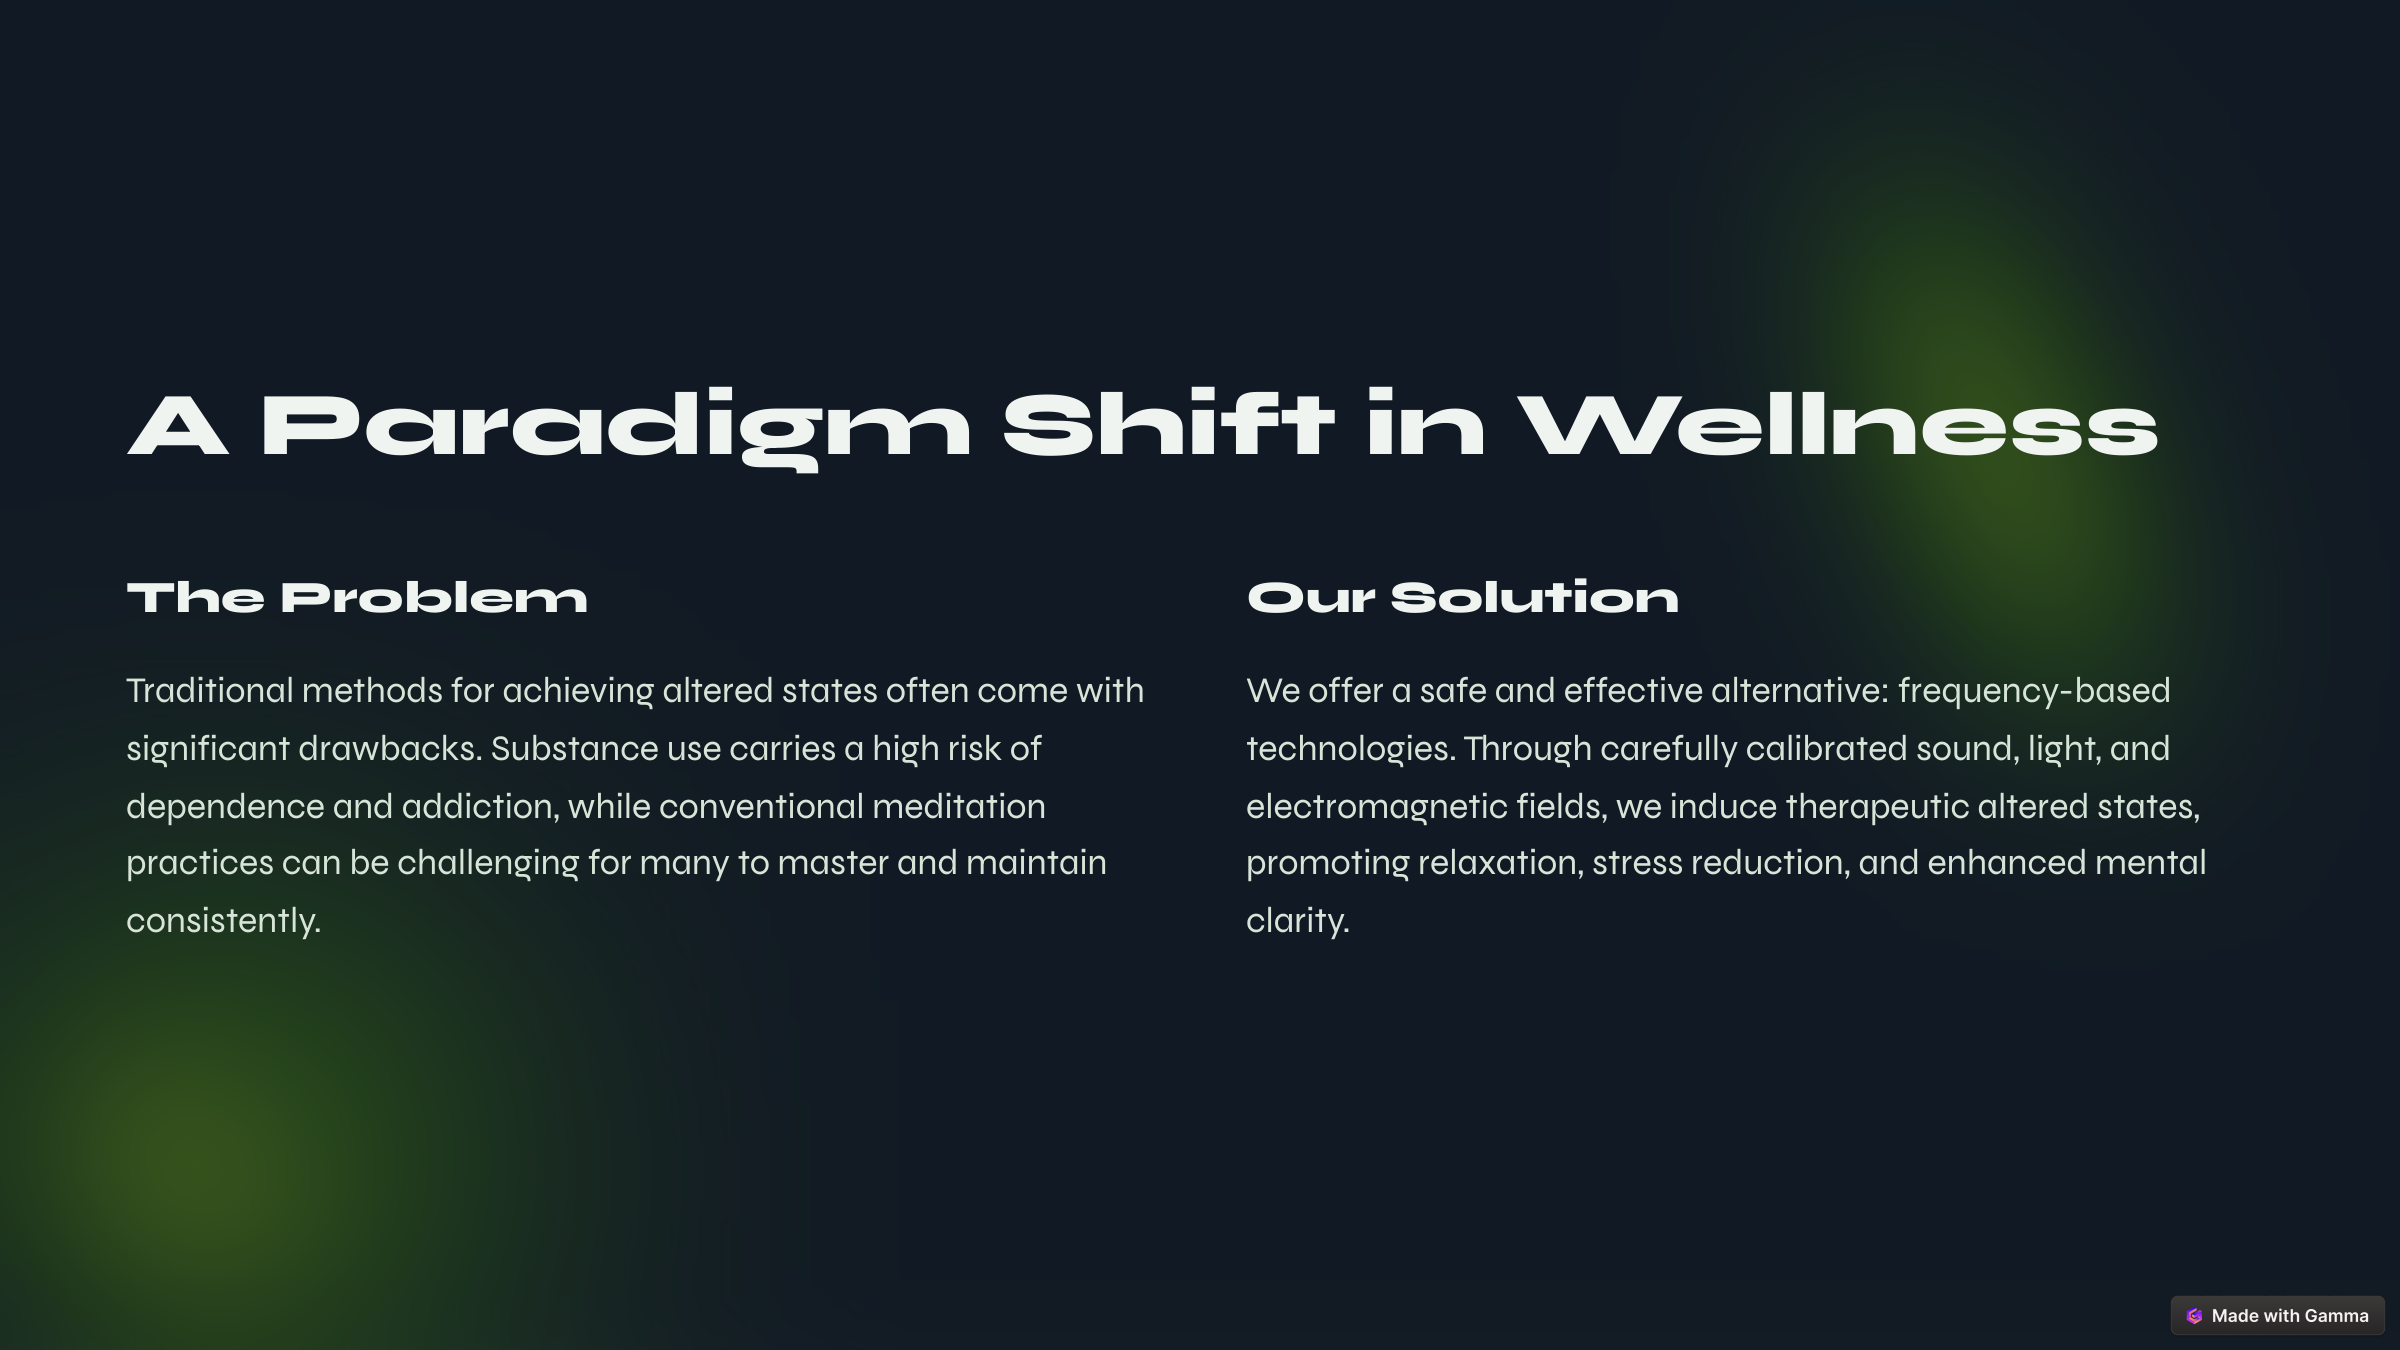 A Paradigm Shift in Wellness
The Problem
Traditional methods for achieving altered states often come with
significant drawbacks. Substance use carries a high risk of
dependence and addiction, while conventional meditation
practices can be challenging for many to master and maintain
consistently.
Our Solution
We offer a safe and effective alternative: frequency-based
technologies. Through carefully calibrated sound, light, and
electromagnetic fields, we induce therapeutic altered states,
promoting relaxation, stress reduction, and enhanced mental
clarity.
Made with Gamma